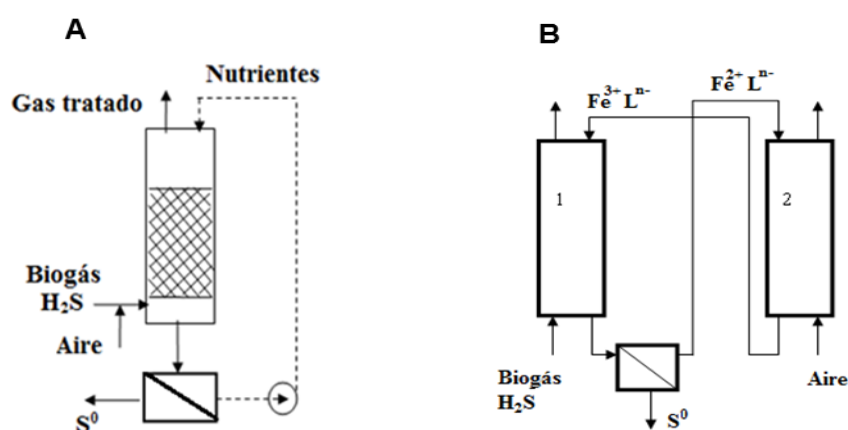 A
Nutrientes
Gas tratado
Biogás
H₂S
Aire
S⁰
B
Fe³⁺Lⁿ⁻
Fe²⁺Lⁿ⁻
1
2
Biogás
H₂S
Aire
S⁰